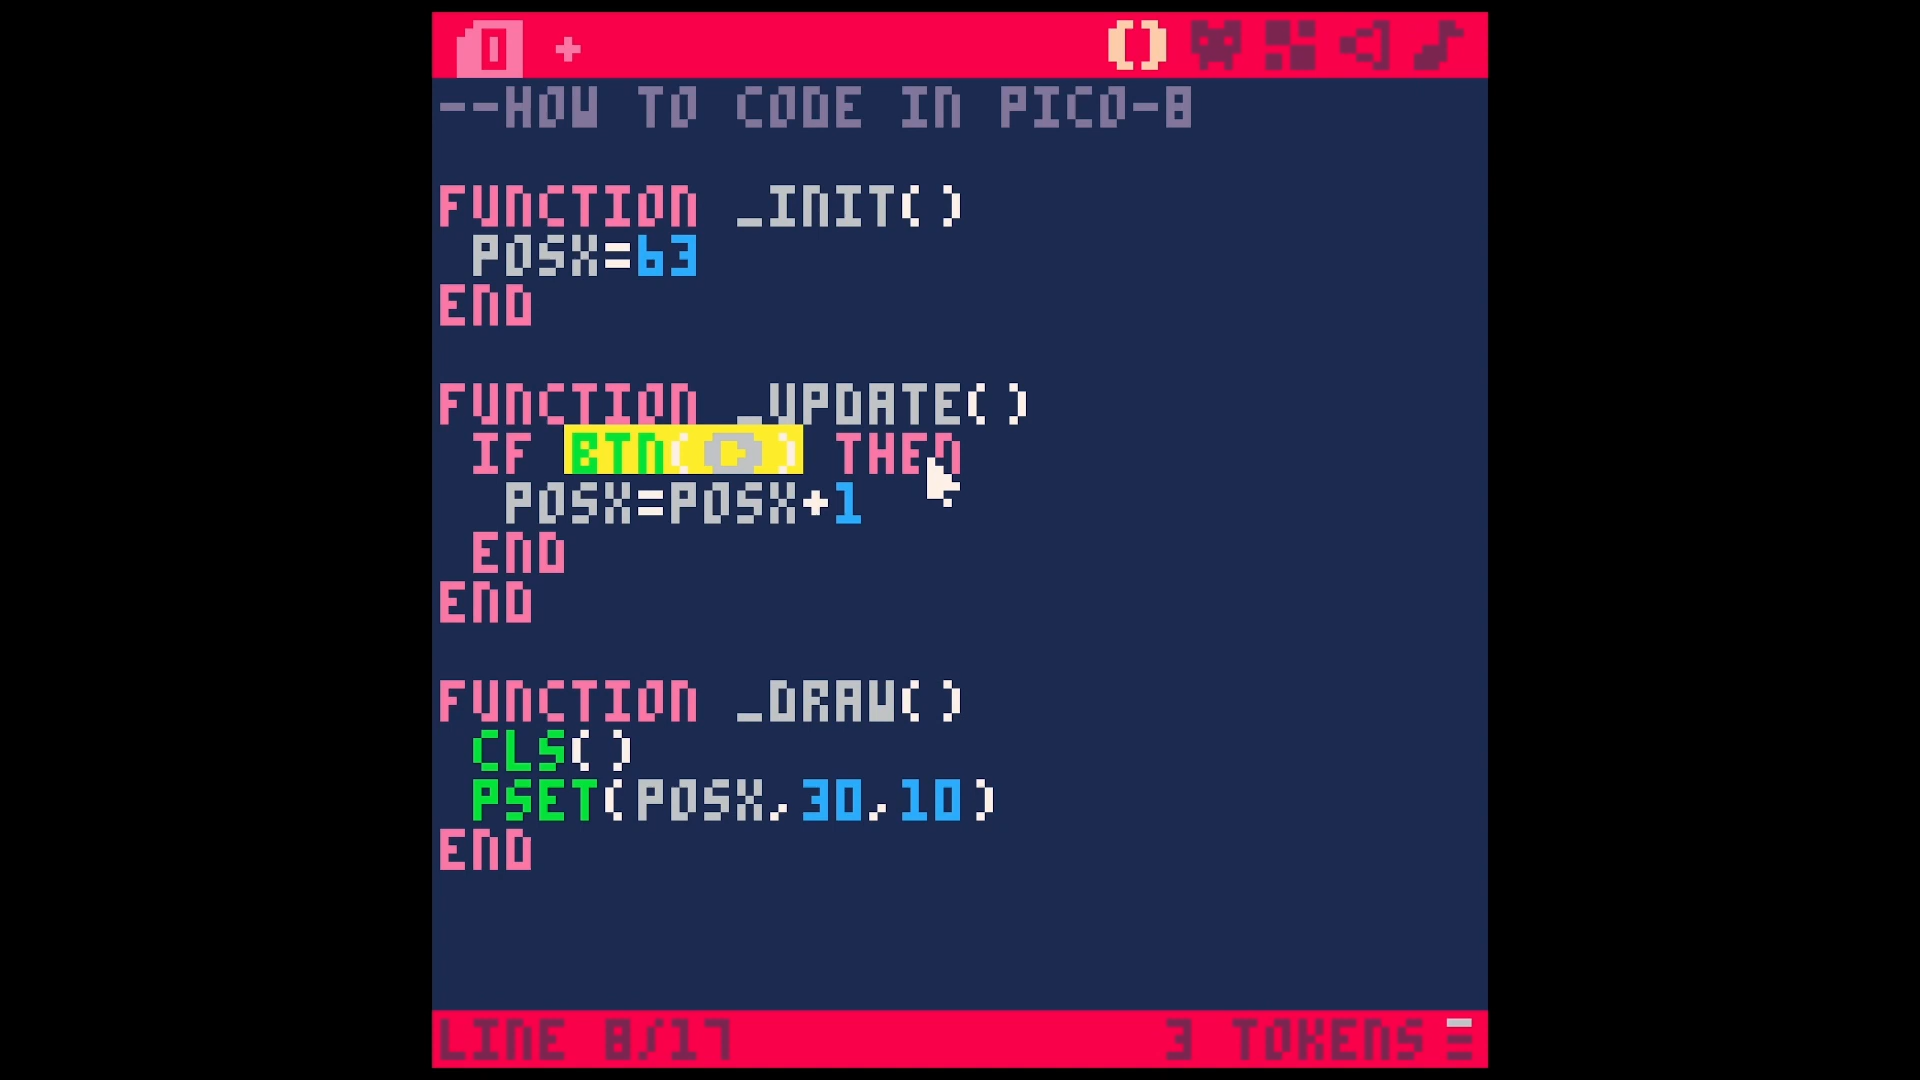 0 +
--HOW TO CODE IN PICO-8
FUNCTION _INIT()
POSX=63
END
FUNCTION _UPDATE()
IF BTN(➡️) THEN
POSX=POSX+1
END
END
FUNCTION _DRAW()
CLS()
PSET(POSX,30,10)
END
LINE 8/17 3 TOKENS